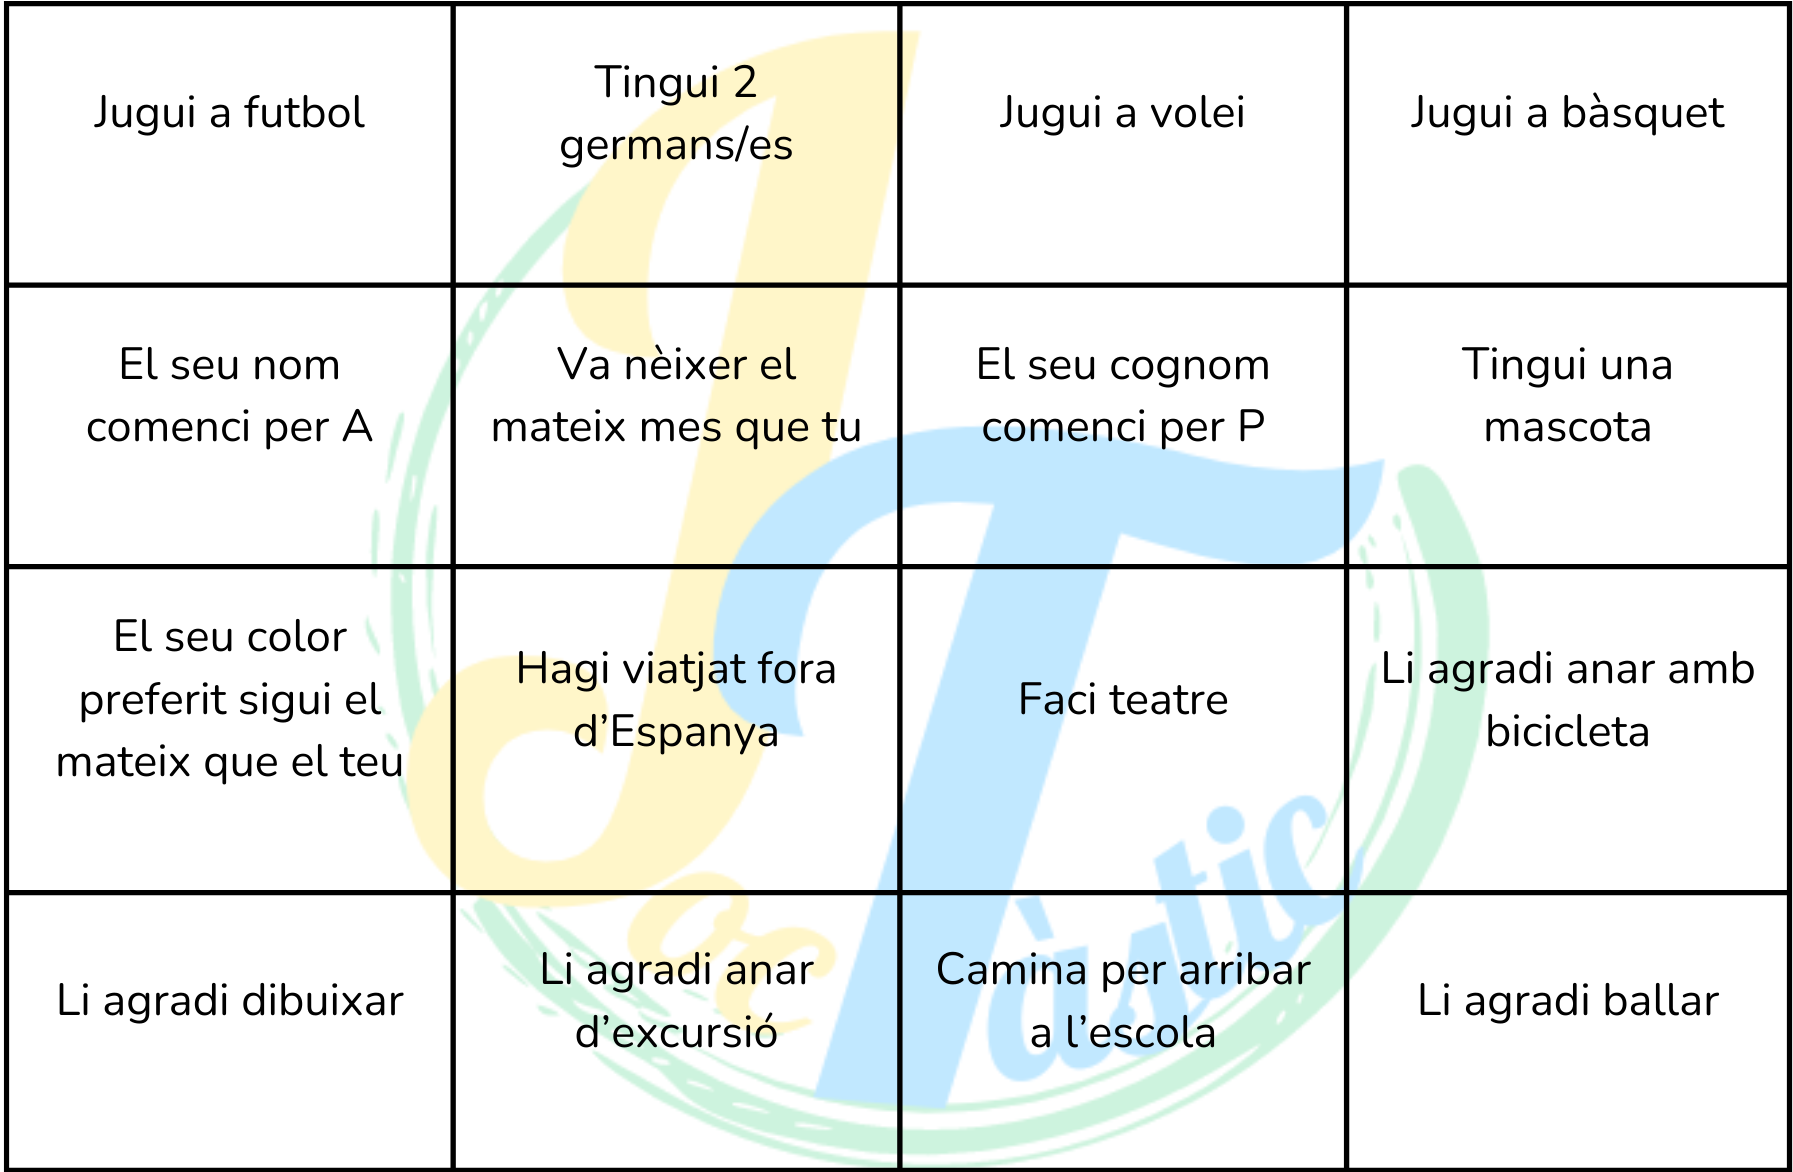 Jugui a futbol
Tingui 2
germans/es
Jugui a volei
Jugui a bàsquet
El seu nom
comenci per A
Va nèixer el
mateix mes que tu
El seu cognom
comenci per P
Tingui una
mascota
El seu color
preferit sigui el
mateix que el teu
Hagi viatjat fora
d’Espanya
Faci teatre
Li agradi anar amb
bicicleta
Li agradi dibuixar
Li agradi anar
d’excursió
Camina per arribar
a l’escola
Li agradi ballar
Joc
Tàstic